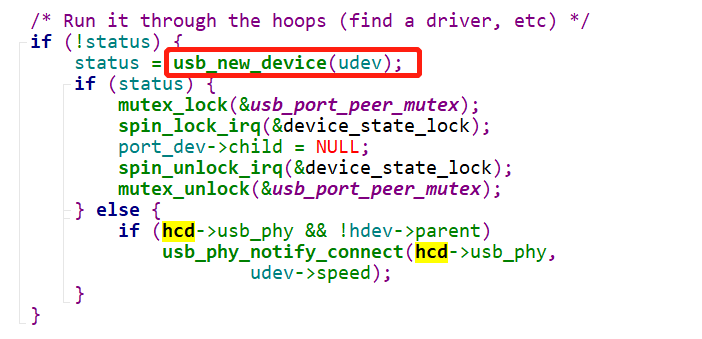 /* Run it through the hoops (find a driver, etc) */
if (!status) {
status = usb_new_device(udev);
if (status) {
mutex_lock(&usb_port_peer_mutex);
spin_lock_irq(&device_state_lock);
port_dev->child = NULL;
spin_unlock_irq(&device_state_lock);
mutex_unlock(&usb_port_peer_mutex);
} else {
if (hcd->usb_phy && !hdev->parent)
usb_phy_notify_connect(hcd->usb_phy,
udev->speed);
}
}